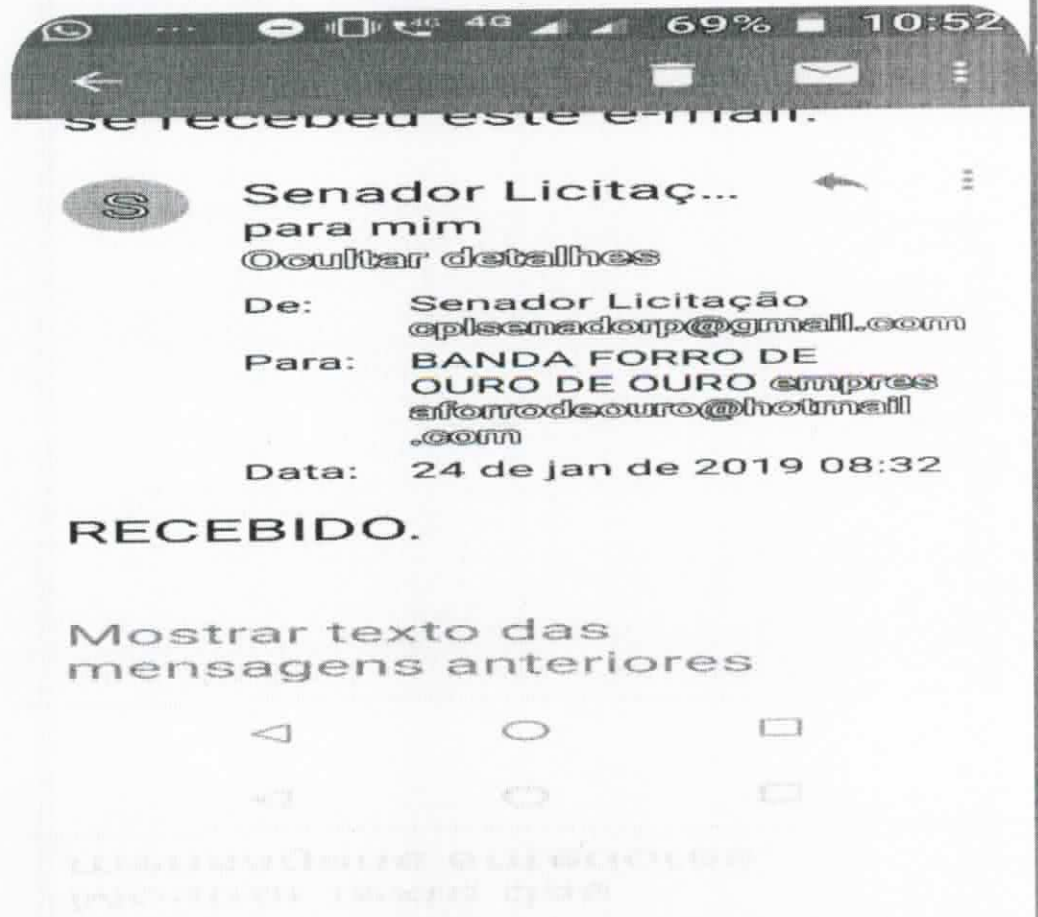 4G 4G 69% 10:52
se recebeu este e-mail.
S
Senador Licitaç...
para mim
Ocultar detalhes
De: Senador Licitação
cplsenadorp@gmail.com
Para: BANDA FORRO DE
OURO DE OURO empres
aforrodeouro@hotmail
.com
Data: 24 de jan de 2019 08:32
RECEBIDO.
Mostrar texto das
mensagens anteriores